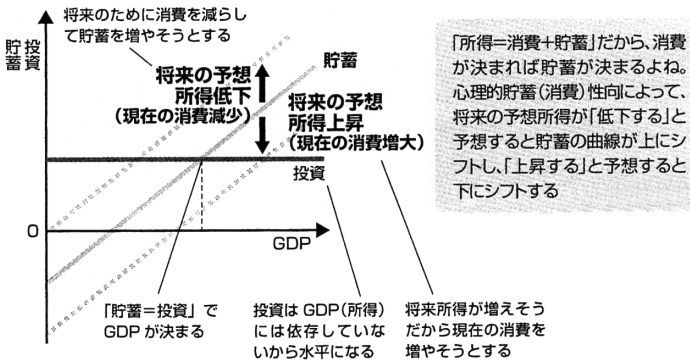 将来のために消費を減らし
て貯蓄を増やそうとする
投資
貯蓄
将来の予想
所得低下
(現在の消費減少)
貯蓄
将来の予想
所得上昇
(現在の消費増大)
投資
0
GDP
「貯蓄=投資」で
GDPが決まる
投資はGDP(所得)
には依存していな
いから水平になる
将来所得が増えそう
だから現在の消費を
増やそうとする
「所得=消費+貯蓄」だから、消費
が決まれば貯蓄が決まるよね。
心理的貯蓄(消費)性向によって、
将来の予想所得が「低下する」と
予想すると貯蓄の曲線が上にシ
フトし、「上昇する」と予想すると
下にシフトする